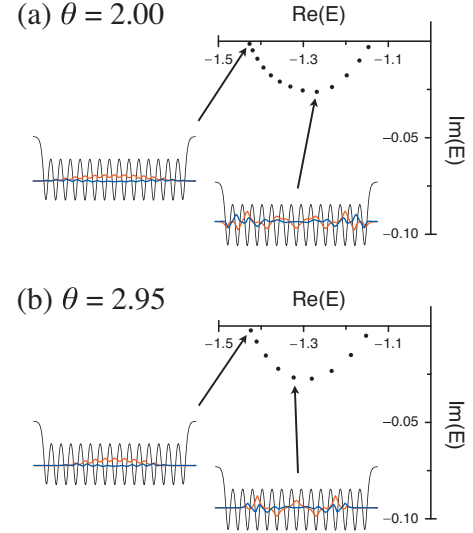 (a) θ = 2.00
Re(E)
−1.5
−1.3
−1.1
−0.05
−0.10
Im(E)
(b) θ = 2.95
Re(E)
−1.5
−1.3
−1.1
−0.05
−0.10
Im(E)